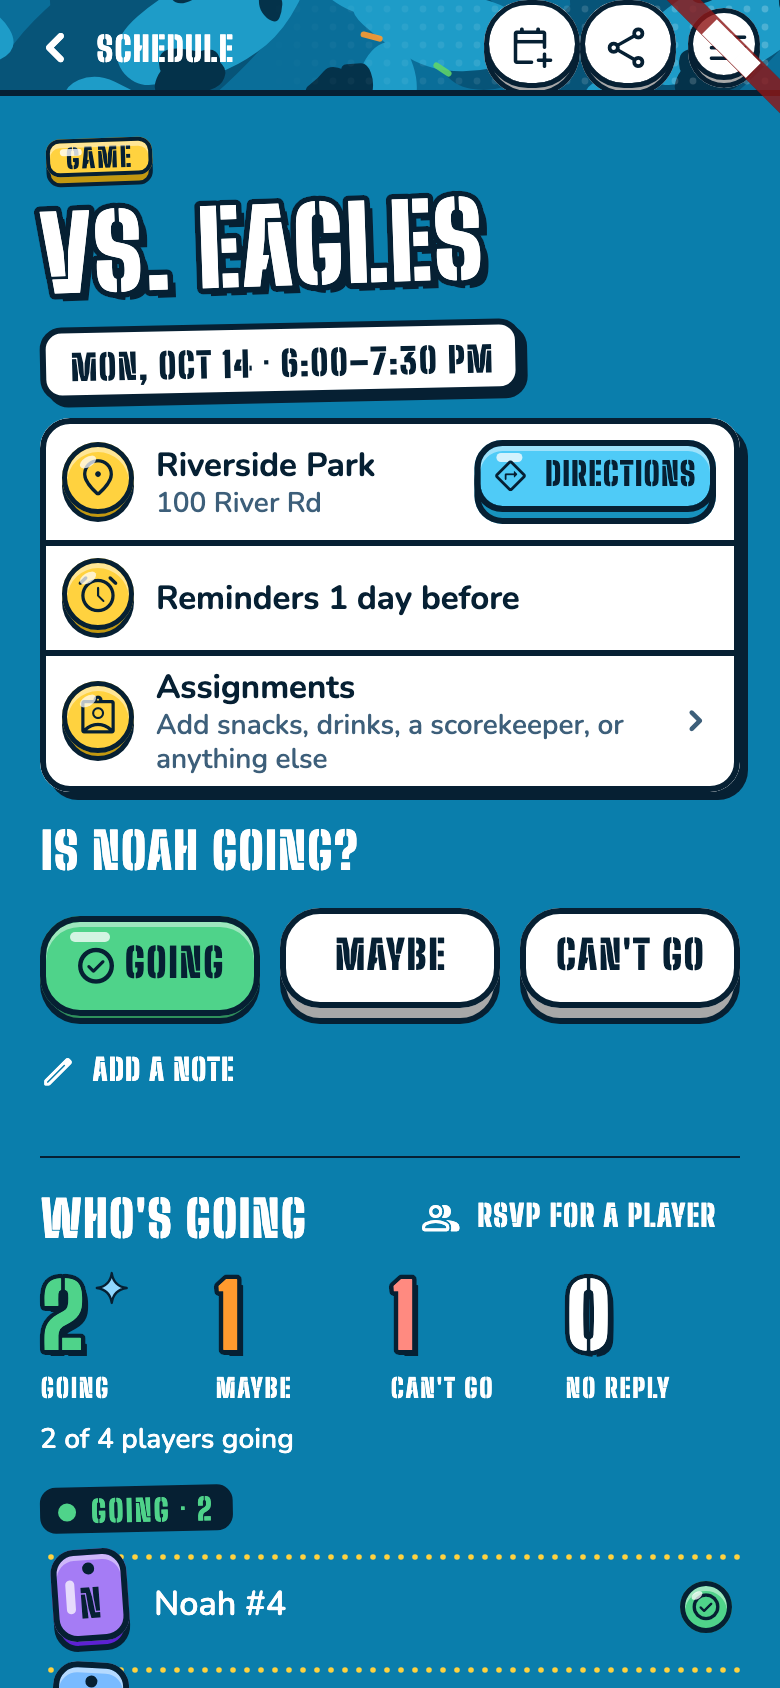 SCHEDULE
GAME
VS. EAGLES
MON, OCT 14 · 6:00–7:30 PM
Riverside Park
100 River Rd
DIRECTIONS
Reminders 1 day before
Assignments
Add snacks, drinks, a scorekeeper, or
anything else
IS NOAH GOING?
GOING
MAYBE
CAN'T GO
ADD A NOTE
WHO'S GOING
RSVP FOR A PLAYER
2 1 1 0
GOING MAYBE CAN'T GO NO REPLY
2 of 4 players going
GOING · 2
N
Noah #4